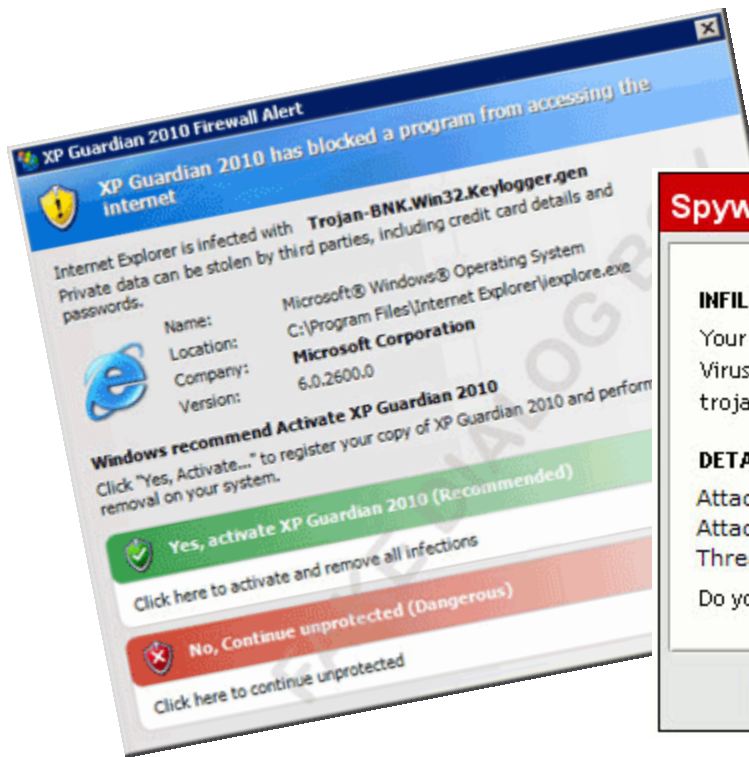 XP Guardian 2010 Firewall Alert
XP Guardian 2010 has blocked a program from accessing the
internet
Internet Explorer is infected with Trojan-BNK.Win32.Keylogger.gen
Private data can be stolen by third parties, including credit card details and
passwords.
Name: Microsoft® Windows® Operating System
Location: C:\Program Files\Internet Explorer\iexplore.exe
Company: Microsoft Corporation
Version: 6.0.2600.0
Windows recommend Activate XP Guardian 2010
Click "Yes, Activate..." to register your copy of XP Guardian 2010 and perform
removal on your system.
Yes, activate XP Guardian 2010 (Recommended)
Click here to activate and remove all infections
No, Continue unprotected (Dangerous)
Click here to continue unprotected
FAKE DIALOG
Spyw
INFIL
Your
Virus
troja
DETA
Attac
Attac
Threa
Do yo